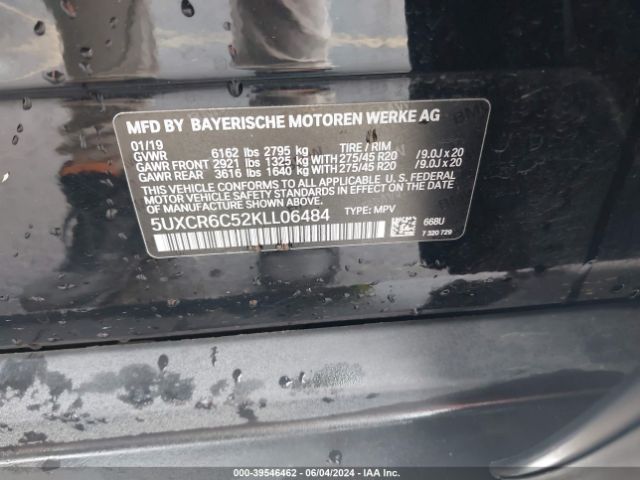 MFD BY BAYERISCHE MOTOREN WERKE AG
01/19 TIRE / RIM
GVWR 6162 lbs 2795 kg
GAWR FRONT 2921 lbs 1325 kg WITH 275/45 R20 /9.0J x 20
GAWR REAR 3616 lbs 1640 kg WITH 275/45 R20 /9.0J x 20
THIS VEHICLE CONFORMS TO ALL APPLICABLE FEDERAL
MOTOR VEHICLE SAFETY STANDARDS IN EFFECT ON THE
DATE OF MANUFACTURE SHOWN ABOVE.
5UXCR6C52KLL06484 TYPE: MPV
668U
7 320 729
000-39546462 - 06/04/2024 - IAA Inc.